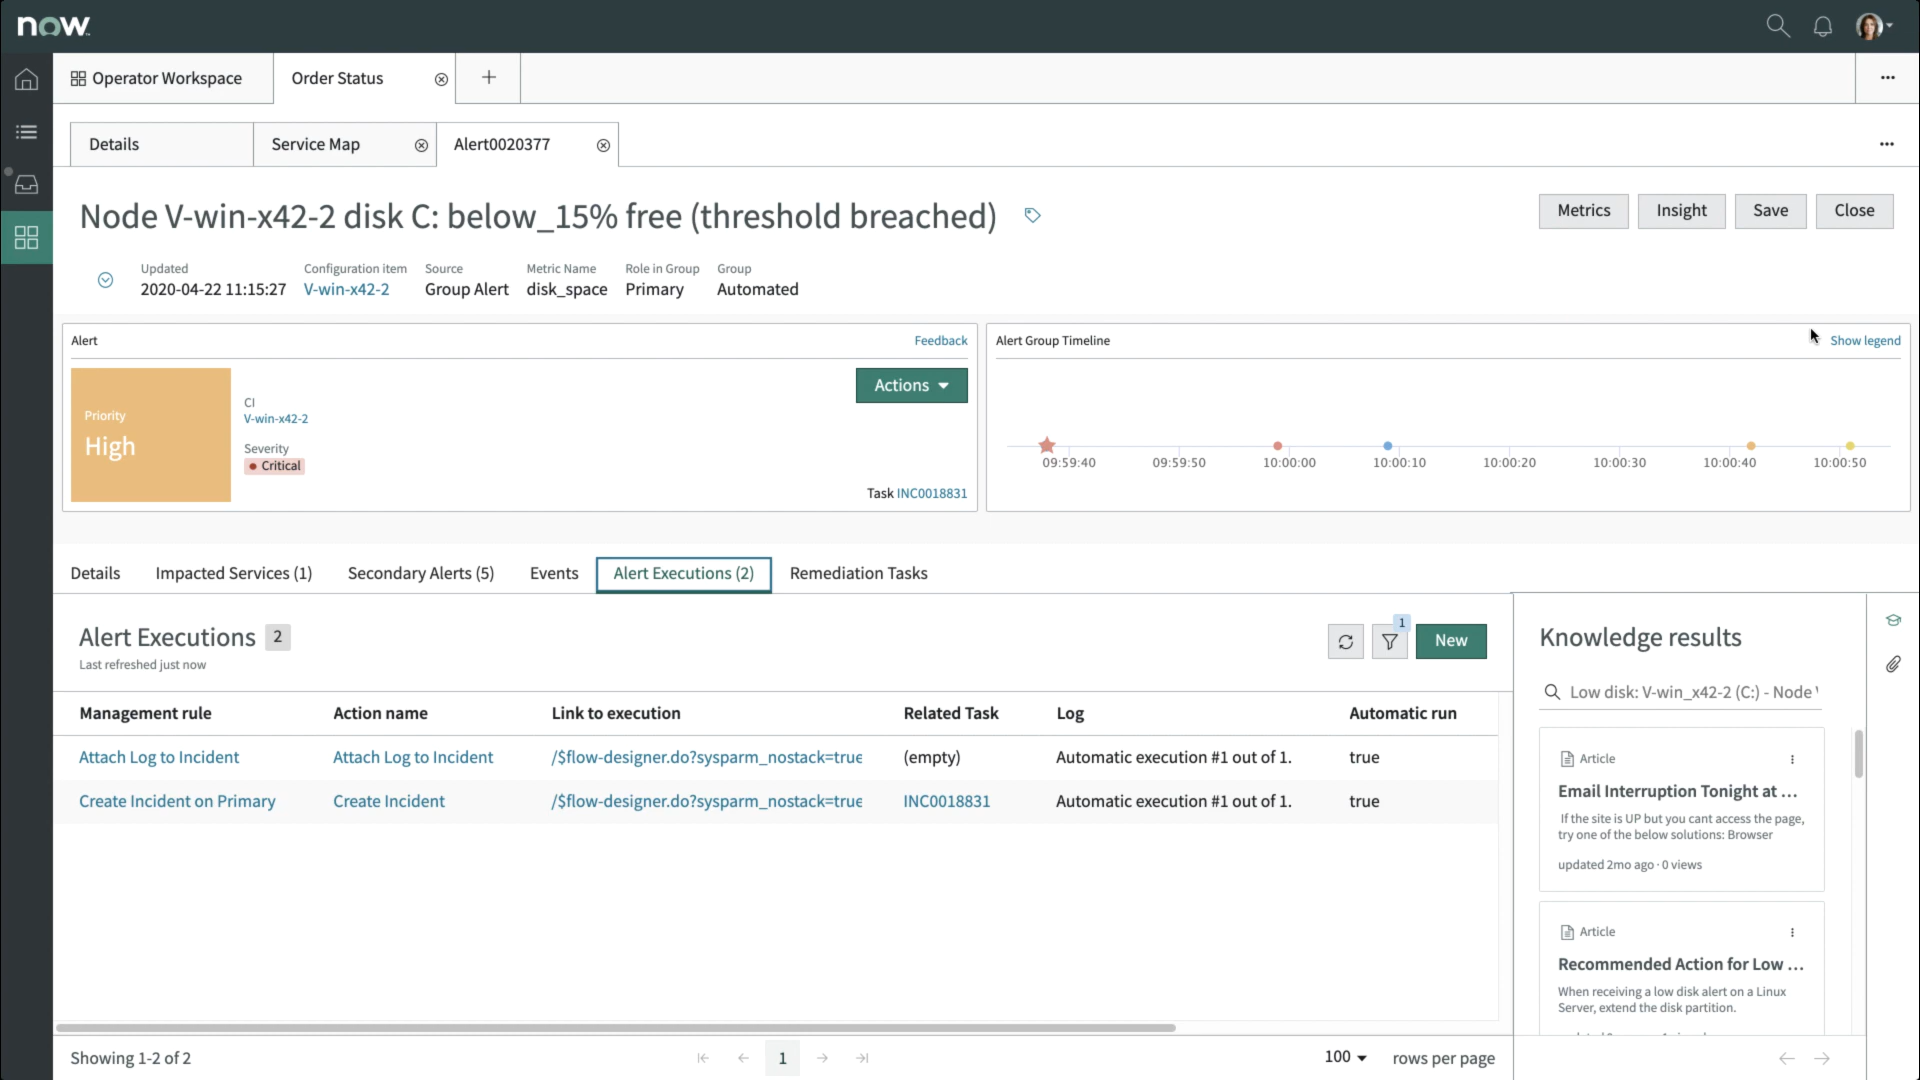 now
Operator Workspace
Order Status
Details
Service Map
Alert0020377
Node V-win-x42-2 disk C: below_15% free (threshold breached)
Metrics
Insight
Save
Close
Updated
2020-04-22 11:15:27
Configuration item
V-win-x42-2
Source
Group Alert
Metric Name
disk_space
Role in Group
Primary
Group
Automated
Alert
Feedback
Priority
High
CI
V-win-x42-2
Severity
Critical
Actions
Task INC0018831
Alert Group Timeline
Show legend
09:59:40
09:59:50
10:00:00
10:00:10
10:00:20
10:00:30
10:00:40
10:00:50
Details
Impacted Services (1)
Secondary Alerts (5)
Events
Alert Executions (2)
Remediation Tasks
Alert Executions 2
Last refreshed just now
1
New
Management rule Action name Link to execution Related Task Log Automatic run
Attach Log to Incident Attach Log to Incident /$flow-designer.do?sysparm_nostack=true (empty) Automatic execution #1 out of 1. true
Create Incident on Primary Create Incident /$flow-designer.do?sysparm_nostack=true INC0018831 Automatic execution #1 out of 1. true
Showing 1-2 of 2
1
100 rows per page
Knowledge results
Low disk: V-win_x42-2 (C:) - Node
Article
Email Interruption Tonight at ...
If the site is UP but you cant access the page,
try one of the below solutions: Browser
updated 2mo ago · 0 views
Article
Recommended Action for Low ...
When receiving a low disk alert on a Linux
Server, extend the disk partition.